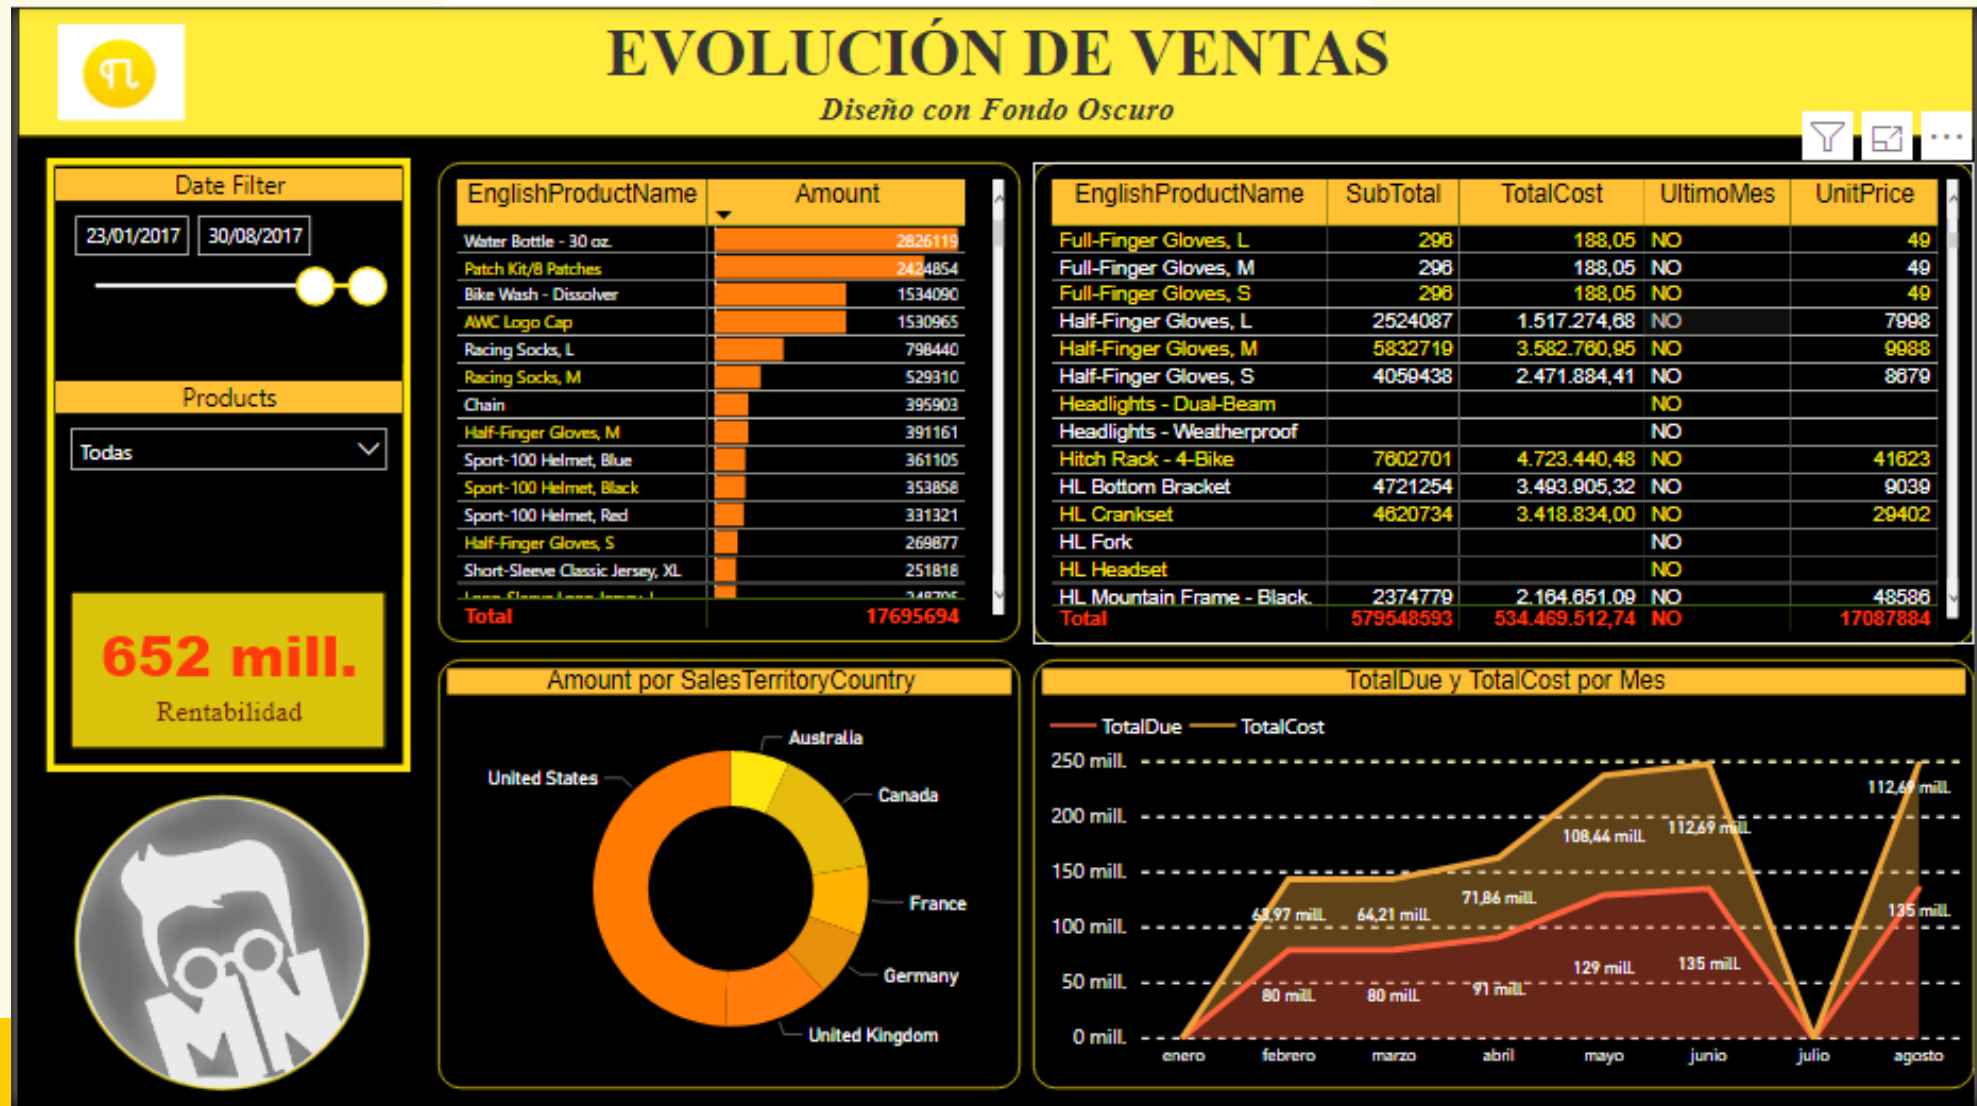 EVOLUCIÓN DE VENTAS
Diseño con Fondo Oscuro
Date Filter
23/01/2017 30/08/2017
Products
Todas
652 mill.
Rentabilidad
MN
EnglishProductName Amount
Water Bottle - 30 oz. 2826119
Patch Kit/8 Patches 2424854
Bike Wash - Dissolver 1534090
AWC Logo Cap 1530965
Racing Socks, L 798440
Racing Socks, M 529310
Chain 395903
Half-Finger Gloves, M 391161
Sport-100 Helmet, Blue 361105
Sport-100 Helmet, Black 353858
Sport-100 Helmet, Red 331321
Half-Finger Gloves, S 269877
Short-Sleeve Classic Jersey, XL 251818
Total 17695694
EnglishProductName SubTotal TotalCost UltimoMes UnitPrice
Full-Finger Gloves, L 296 188,05 NO 49
Full-Finger Gloves, M 296 188,05 NO 49
Full-Finger Gloves, S 296 188,05 NO 49
Half-Finger Gloves, L 2524087 1.517.274,68 NO 7998
Half-Finger Gloves, M 5832719 3.582.760,95 NO 9988
Half-Finger Gloves, S 4059438 2.471.884,41 NO 8679
Headlights - Dual-Beam NO
Headlights - Weatherproof NO
Hitch Rack - 4-Bike 7602701 4.723.440,48 NO 41623
HL Bottom Bracket 4721254 3.493.905,32 NO 9039
HL Crankset 4620734 3.418.834,00 NO 29402
HL Fork NO
HL Headset NO
HL Mountain Frame - Black. 2374779 2.164.651,09 NO 48586
Total 579548593 534.469.512,74 NO 17087884
Amount por SalesTerritoryCountry
Australia
United States
Canada
France
Germany
United Kingdom
TotalDue y TotalCost por Mes
TotalDue TotalCost
250 mill.
200 mill.
150 mill.
100 mill.
50 mill.
0 mill.
63,97 mill. 64,21 mill. 71,86 mill. 108,44 mill. 112,69 mill. 112,69 mill.
80 mill. 80 mill. 91 mill. 129 mill. 135 mill. 135 mill.
enero febrero marzo abril mayo junio julio agosto